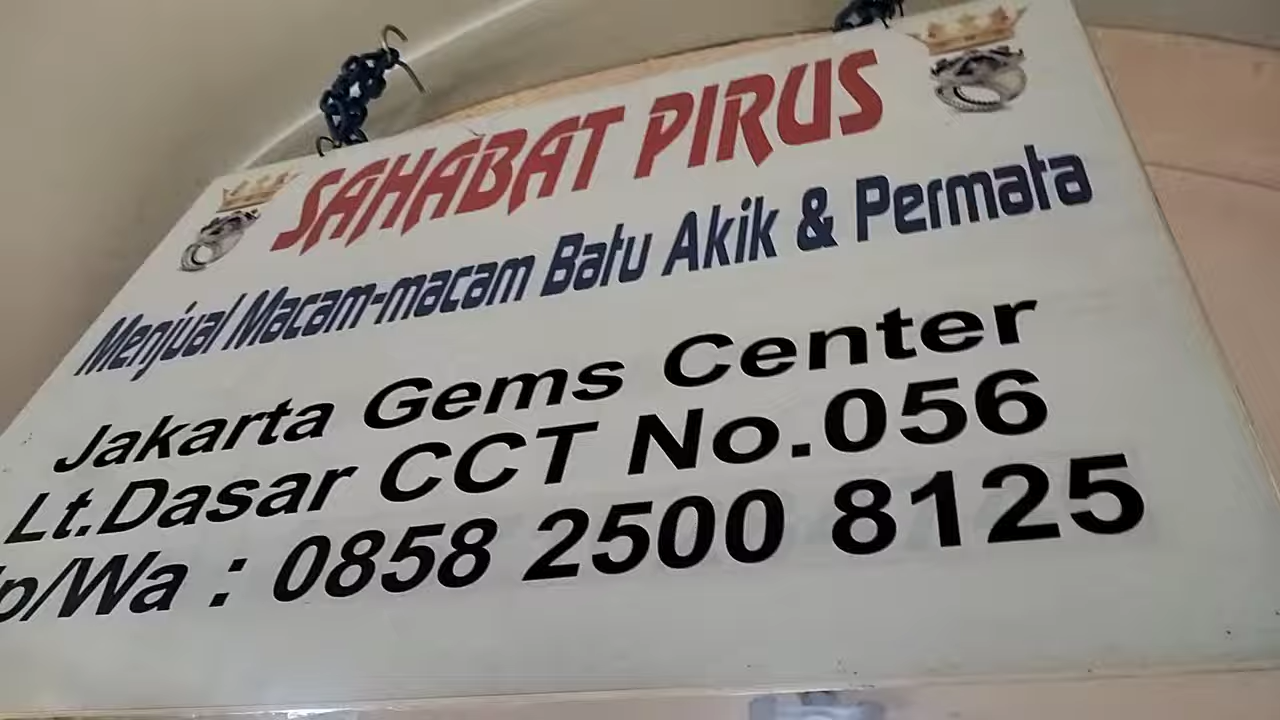 SAHABAT PIRUS
Menjual Macam-macam Batu Akik & Permata
Jakarta Gems Center
Lt.Dasar CCT No.056
p/Wa : 0858 2500 8125